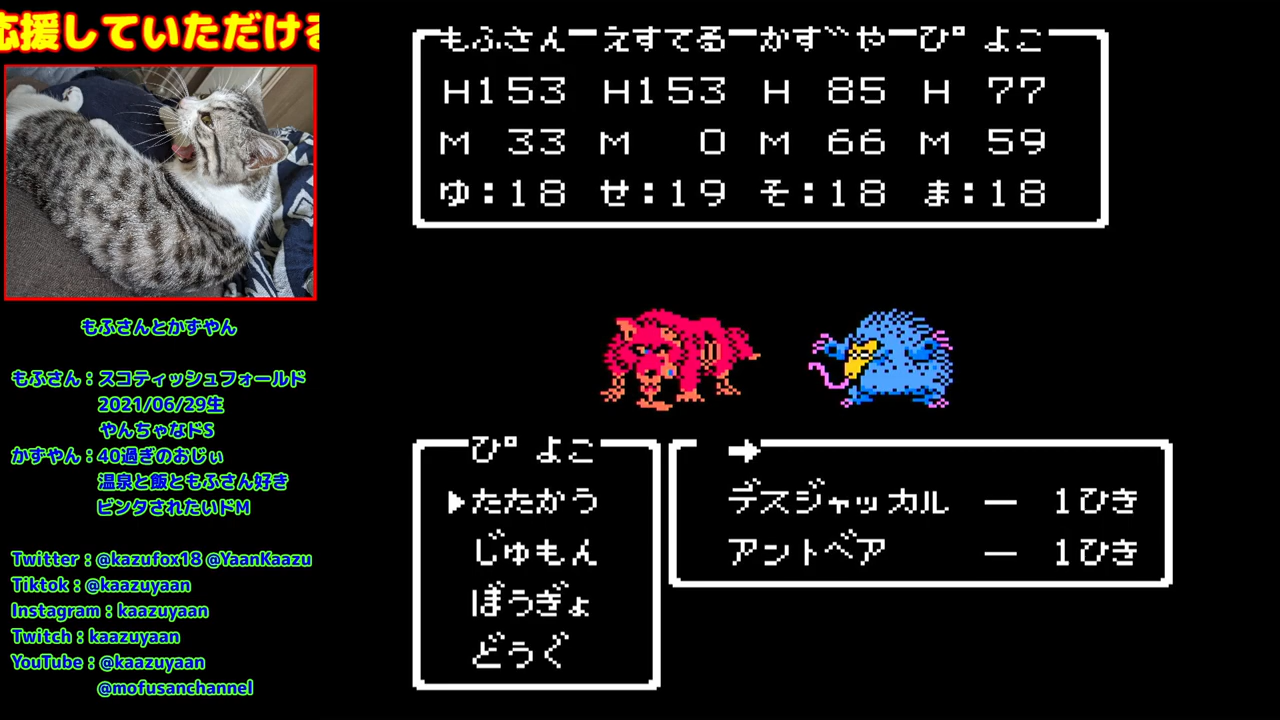 応援していただける
もふさんとかずやん
もふさん：スコティッシュフォールド
2021/06/29生
やんちゃなドS
かずやん：40過ぎのおじぃ
温泉と飯ともふさん好き
ビンタされたいドM
Twitter：@kazufox18 @YaanKaazu
Tiktok：@kaazuyaan
Instagram：kaazuyaan
Twitch：kaazuyaan
YouTube：@kaazuyaan
@mofusanchannel
もふさん えすてる かずや ぴよこ
H153 H153 H 85 H 77
M 33 M 0 M 66 M 59
ゆ:18 せ:19 そ:18 ま:18
ぴよこ
▶たたかう
じゅもん
ぼうぎょ
どうぐ
➡
デスジャッカル ー 1ひき
アントベア ー 1ひき